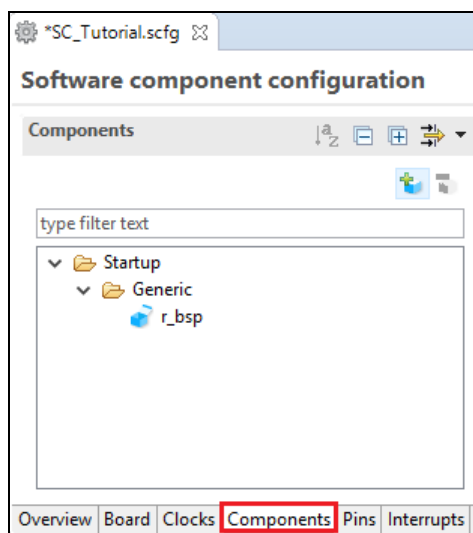 *SC_Tutorial.scfg
Software component configuration
Components
a
z
type filter text
Startup
Generic
r_bsp
Overview Board Clocks Components Pins Interrupts